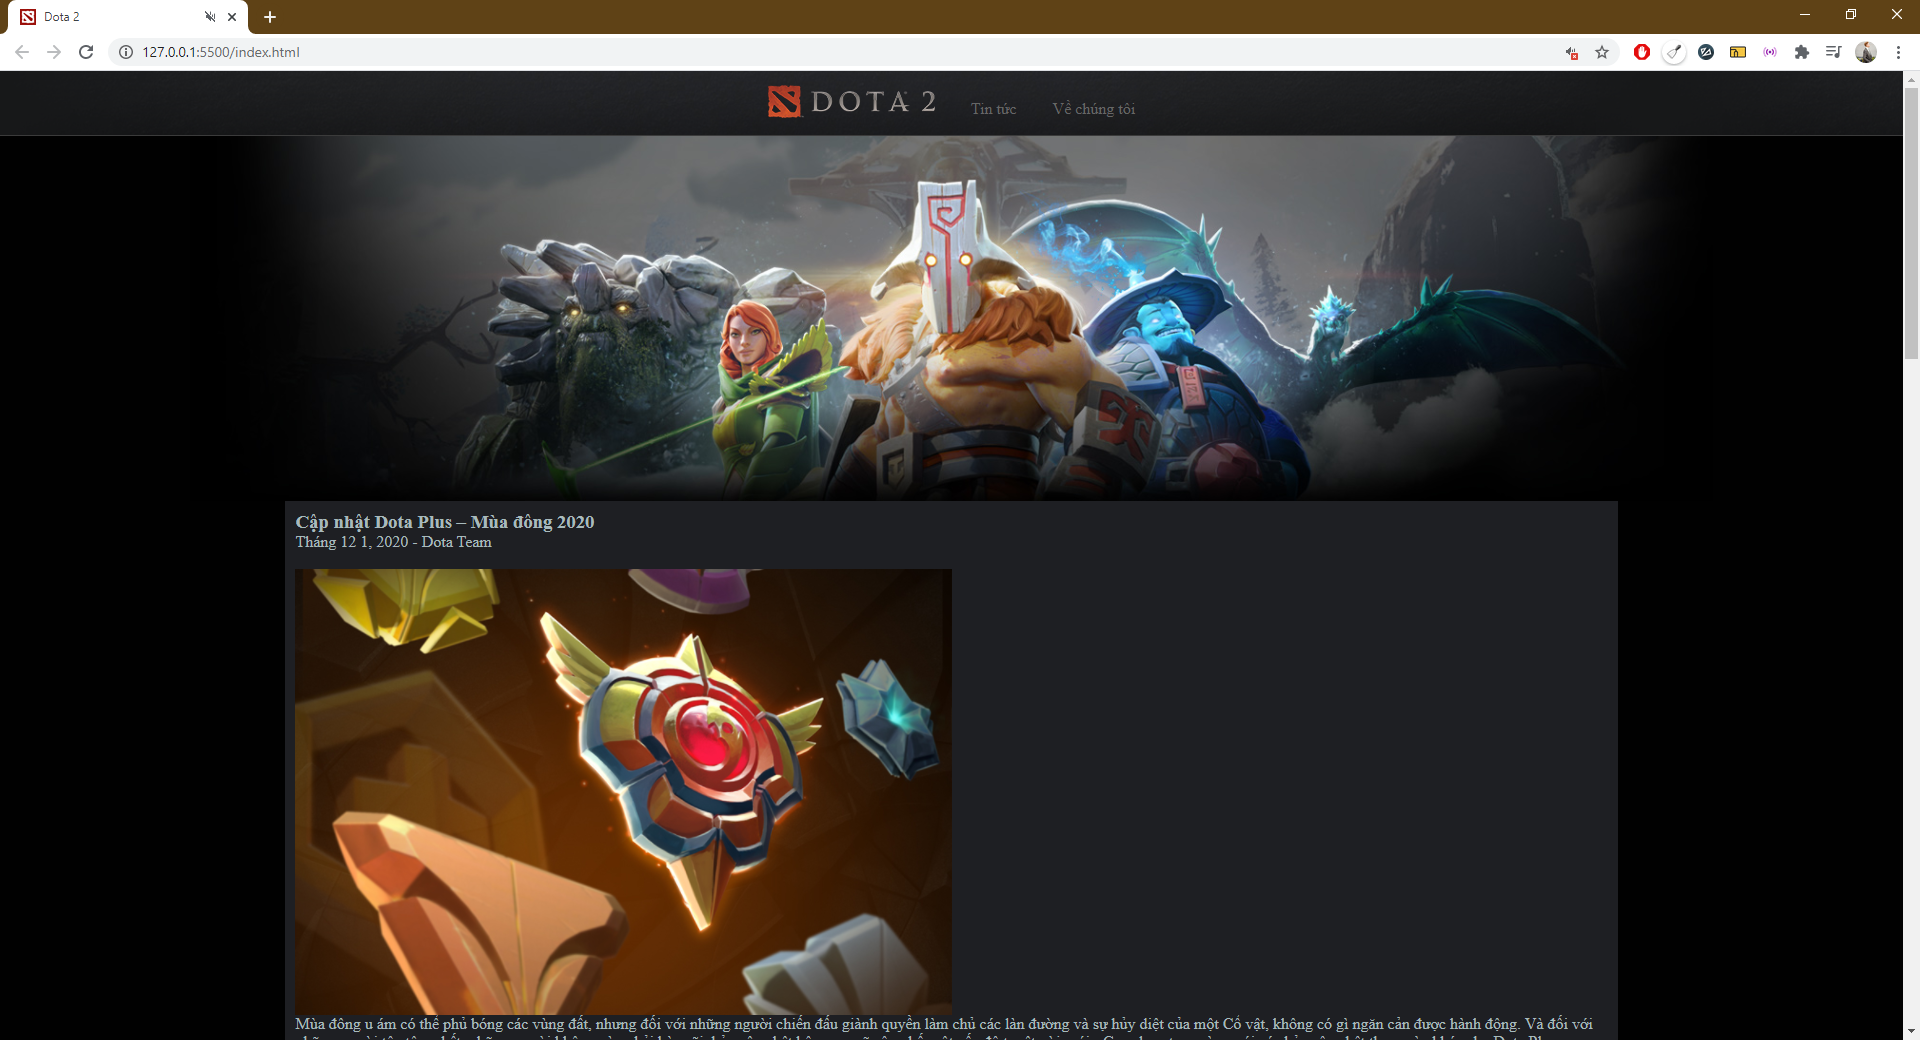 Dota 2
127.0.0.1:5500/index.html
DOTA 2
Tin tức
Về chúng tôi
Cập nhật Dota Plus – Mùa đông 2020
Tháng 12 1, 2020 - Dota Team
Mùa đông u ám có thể phủ bóng các vùng đất, nhưng đối với những người chiến đấu giành quyền làm chủ các làn đường và sự hủy diệt của một Cổ vật, không có gì ngăn cản được hành động. Và đối với